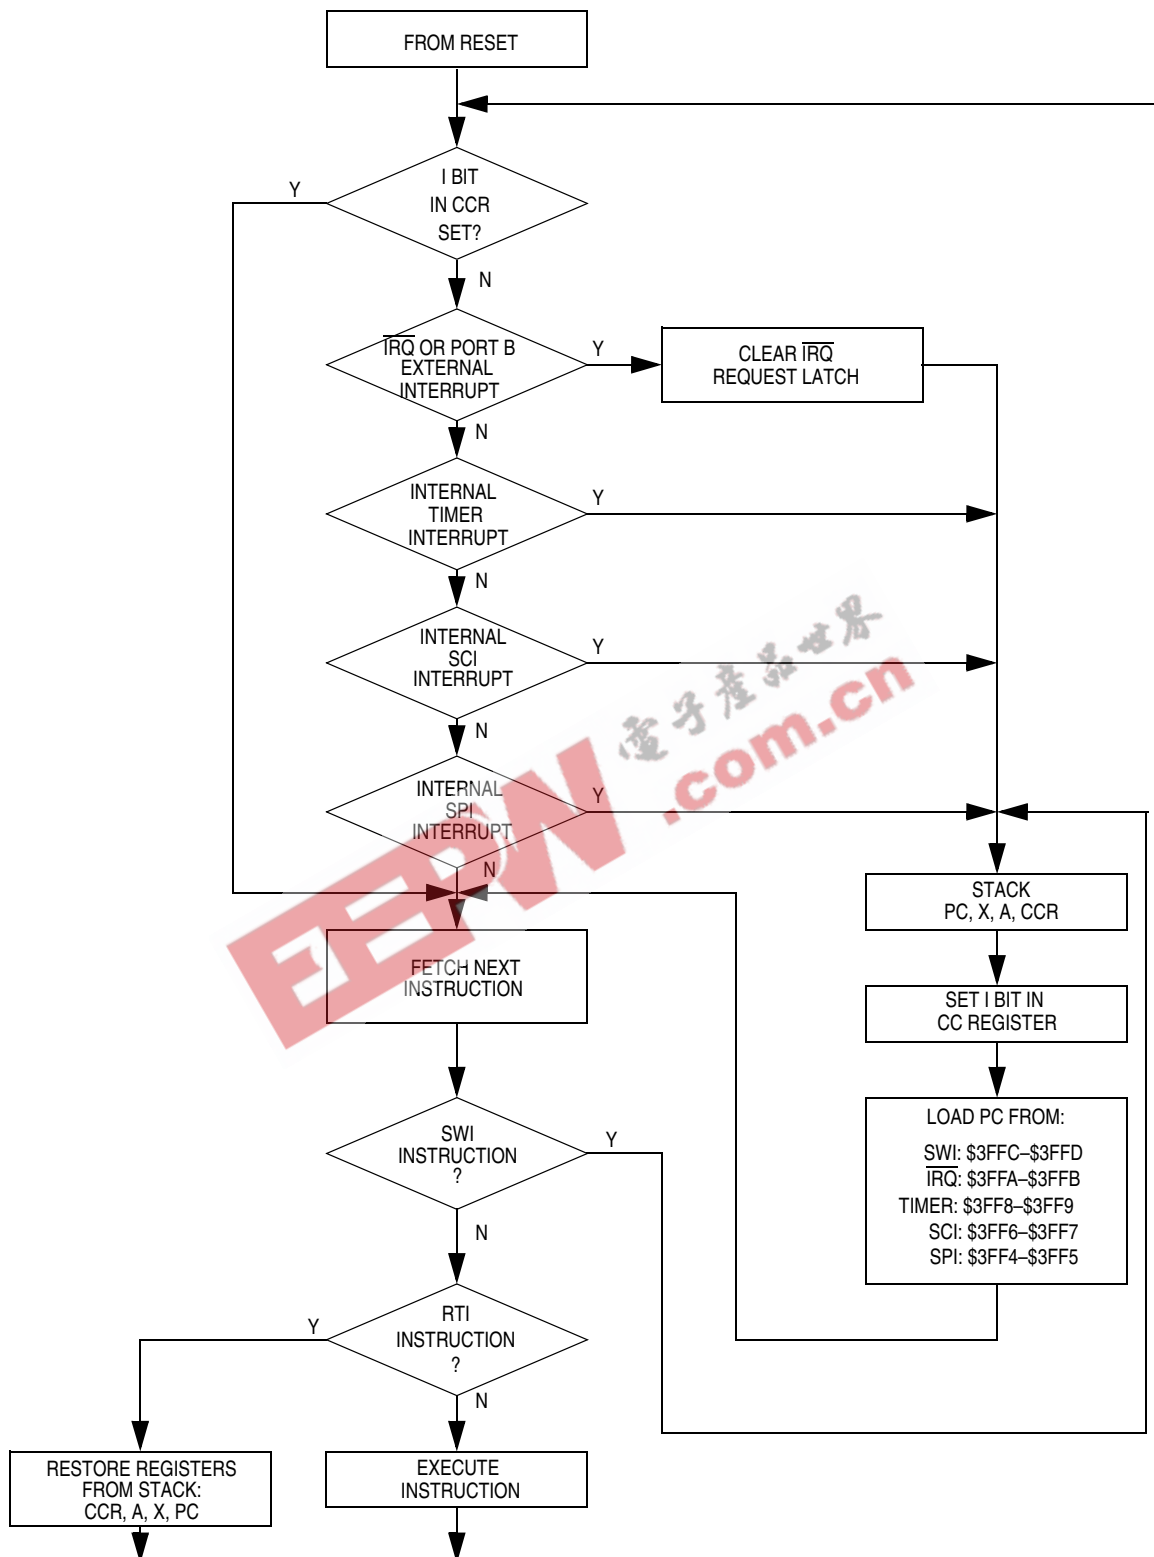 FROM RESET
I BIT
IN CCR
SET?
Y
N
IRQ OR PORT B
EXTERNAL
INTERRUPT
Y
CLEAR IRQ
REQUEST LATCH
N
INTERNAL
TIMER
INTERRUPT
Y
N
INTERNAL
SCI
INTERRUPT
Y
N
INTERNAL
SPI
INTERRUPT
Y
N
電子產品世界
EEPW
.com.cn
STACK
PC, X, A, CCR
FETCH NEXT
INSTRUCTION
SET I BIT IN
CC REGISTER
SWI
INSTRUCTION
?
Y
N
LOAD PC FROM:
SWI: $3FFC–$3FFD
IRQ: $3FFA–$3FFB
TIMER: $3FF8–$3FF9
SCI: $3FF6–$3FF7
SPI: $3FF4–$3FF5
RTI
INSTRUCTION
?
Y
N
RESTORE REGISTERS
FROM STACK:
CCR, A, X, PC
EXECUTE
INSTRUCTION